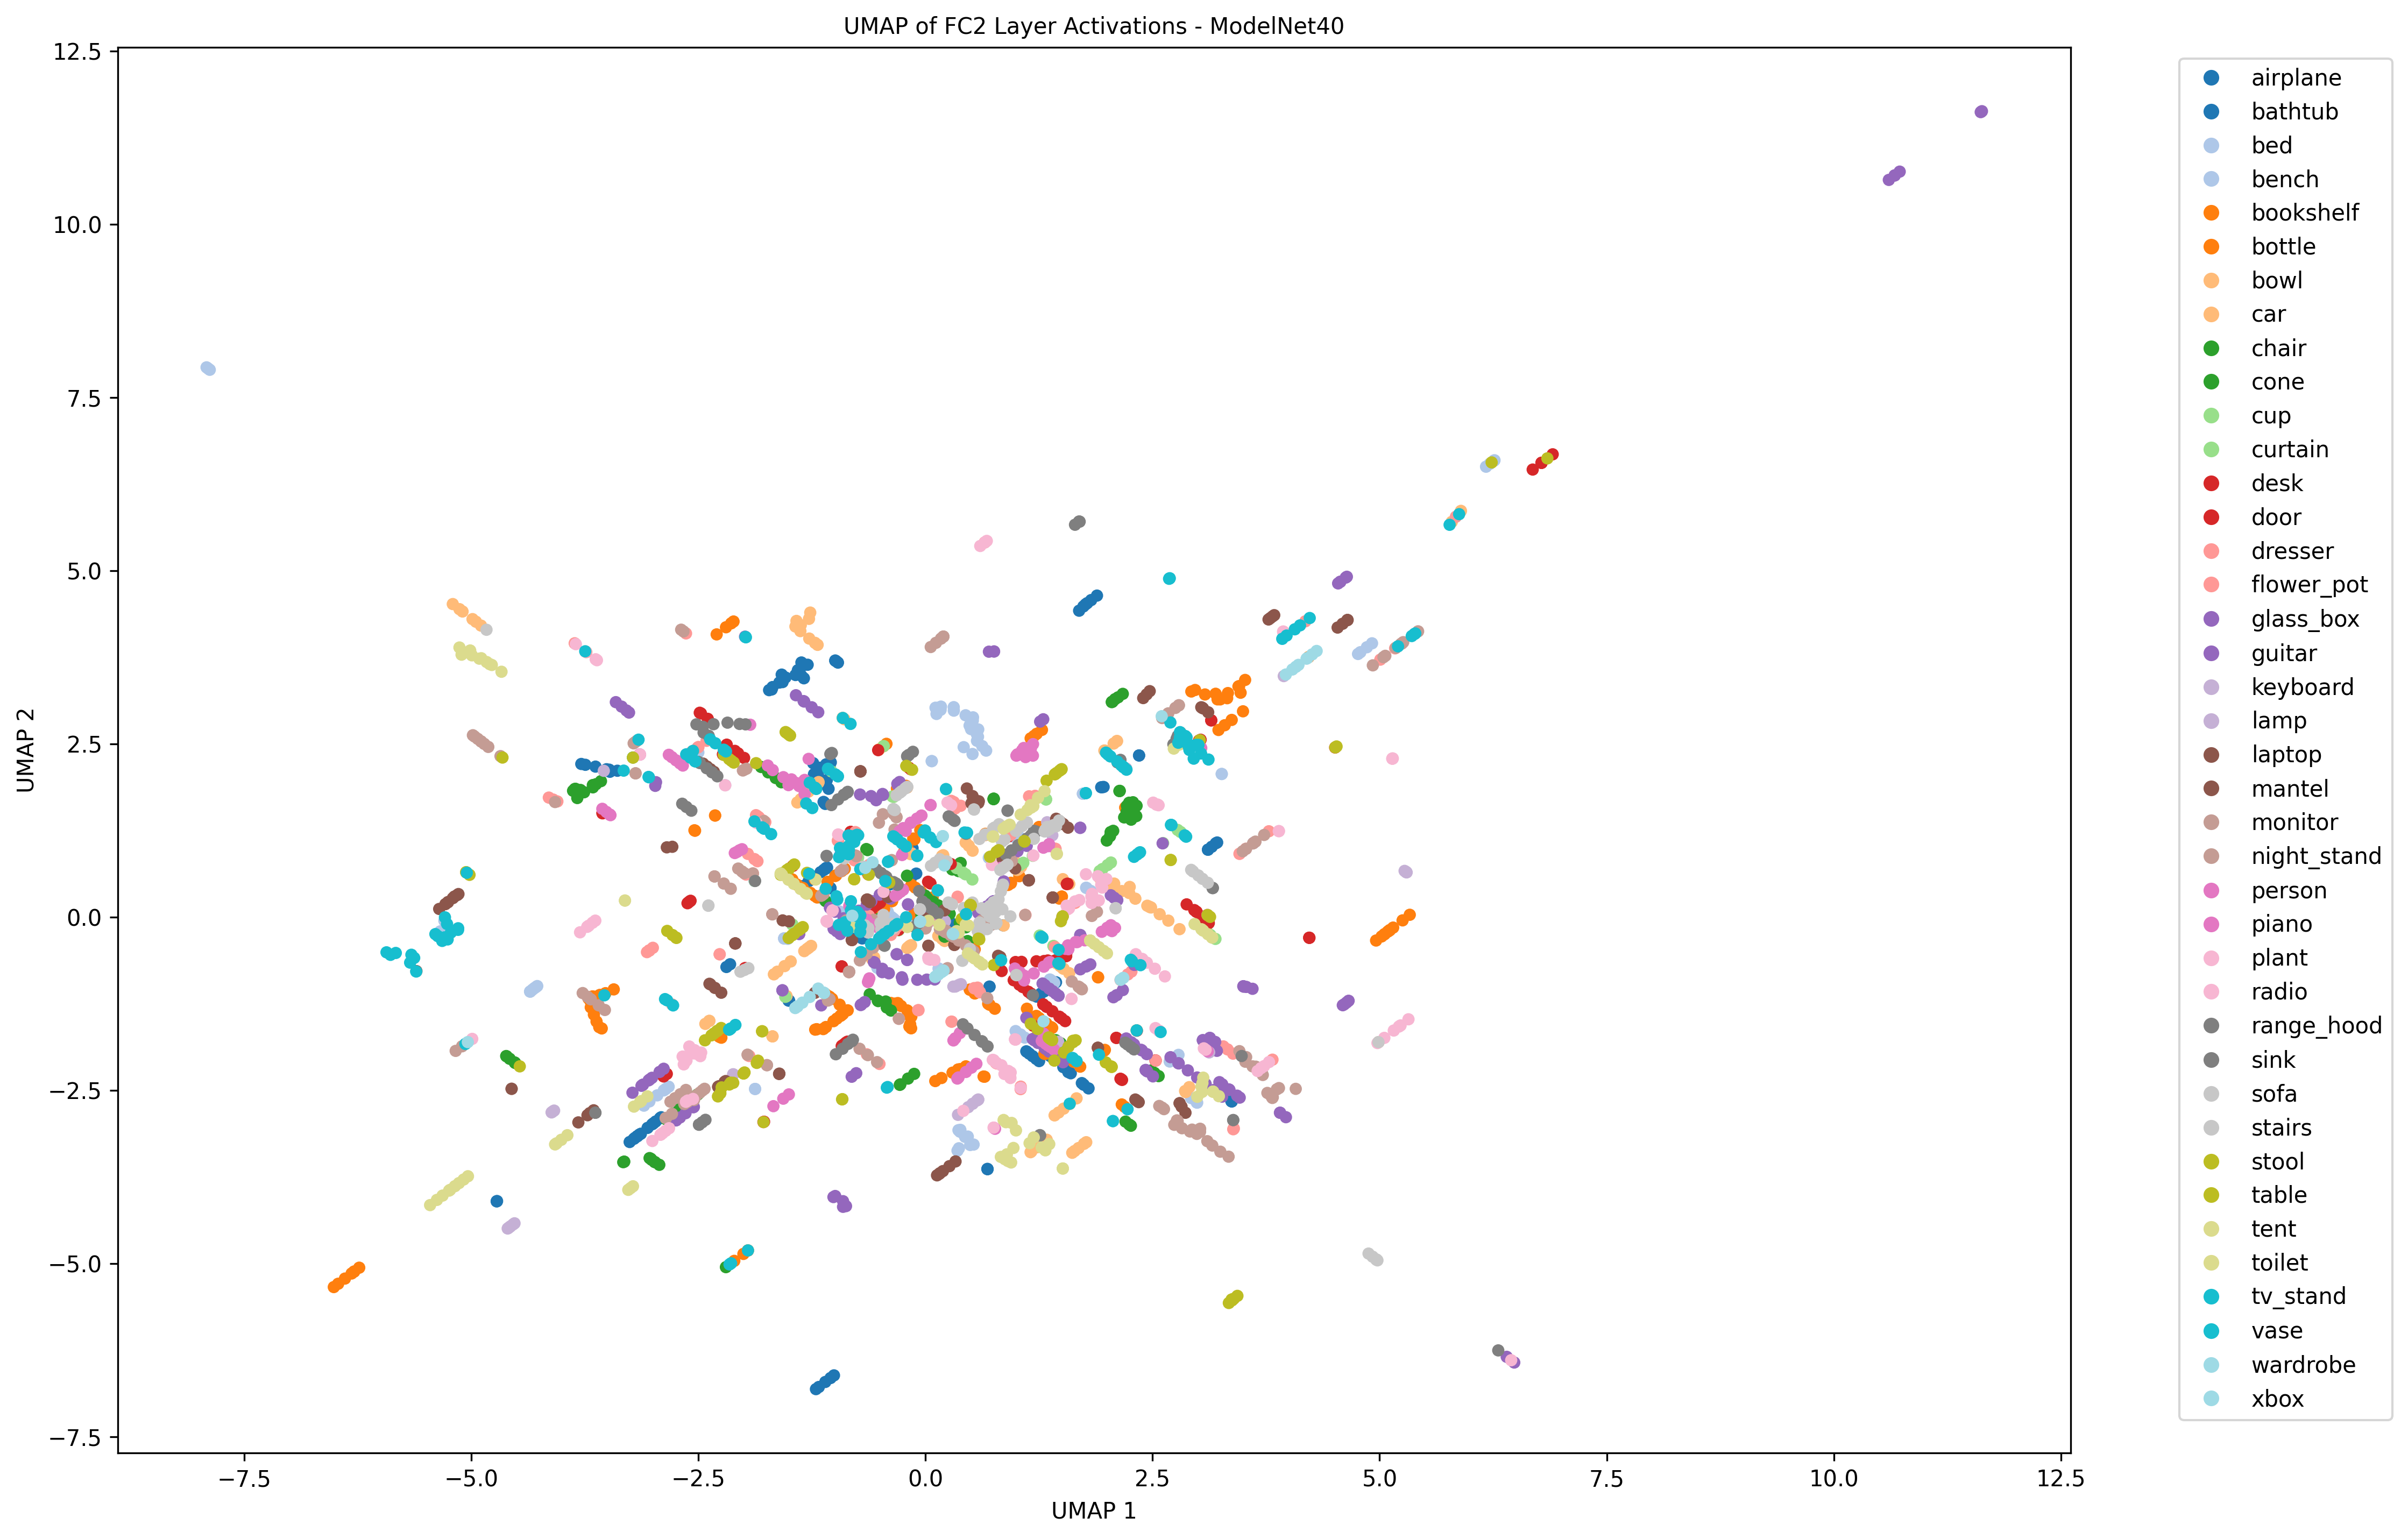 UMAP of FC2 Layer Activations - ModelNet40
12.5
10.0
7.5
5.0
2.5
0.0
−2.5
−5.0
−7.5
UMAP 2
−7.5
−5.0
−2.5
0.0
2.5
5.0
7.5
10.0
12.5
UMAP 1
airplane
bathtub
bed
bench
bookshelf
bottle
bowl
car
chair
cone
cup
curtain
desk
door
dresser
flower_pot
glass_box
guitar
keyboard
lamp
laptop
mantel
monitor
night_stand
person
piano
plant
radio
range_hood
sink
sofa
stairs
stool
table
tent
toilet
tv_stand
vase
wardrobe
xbox